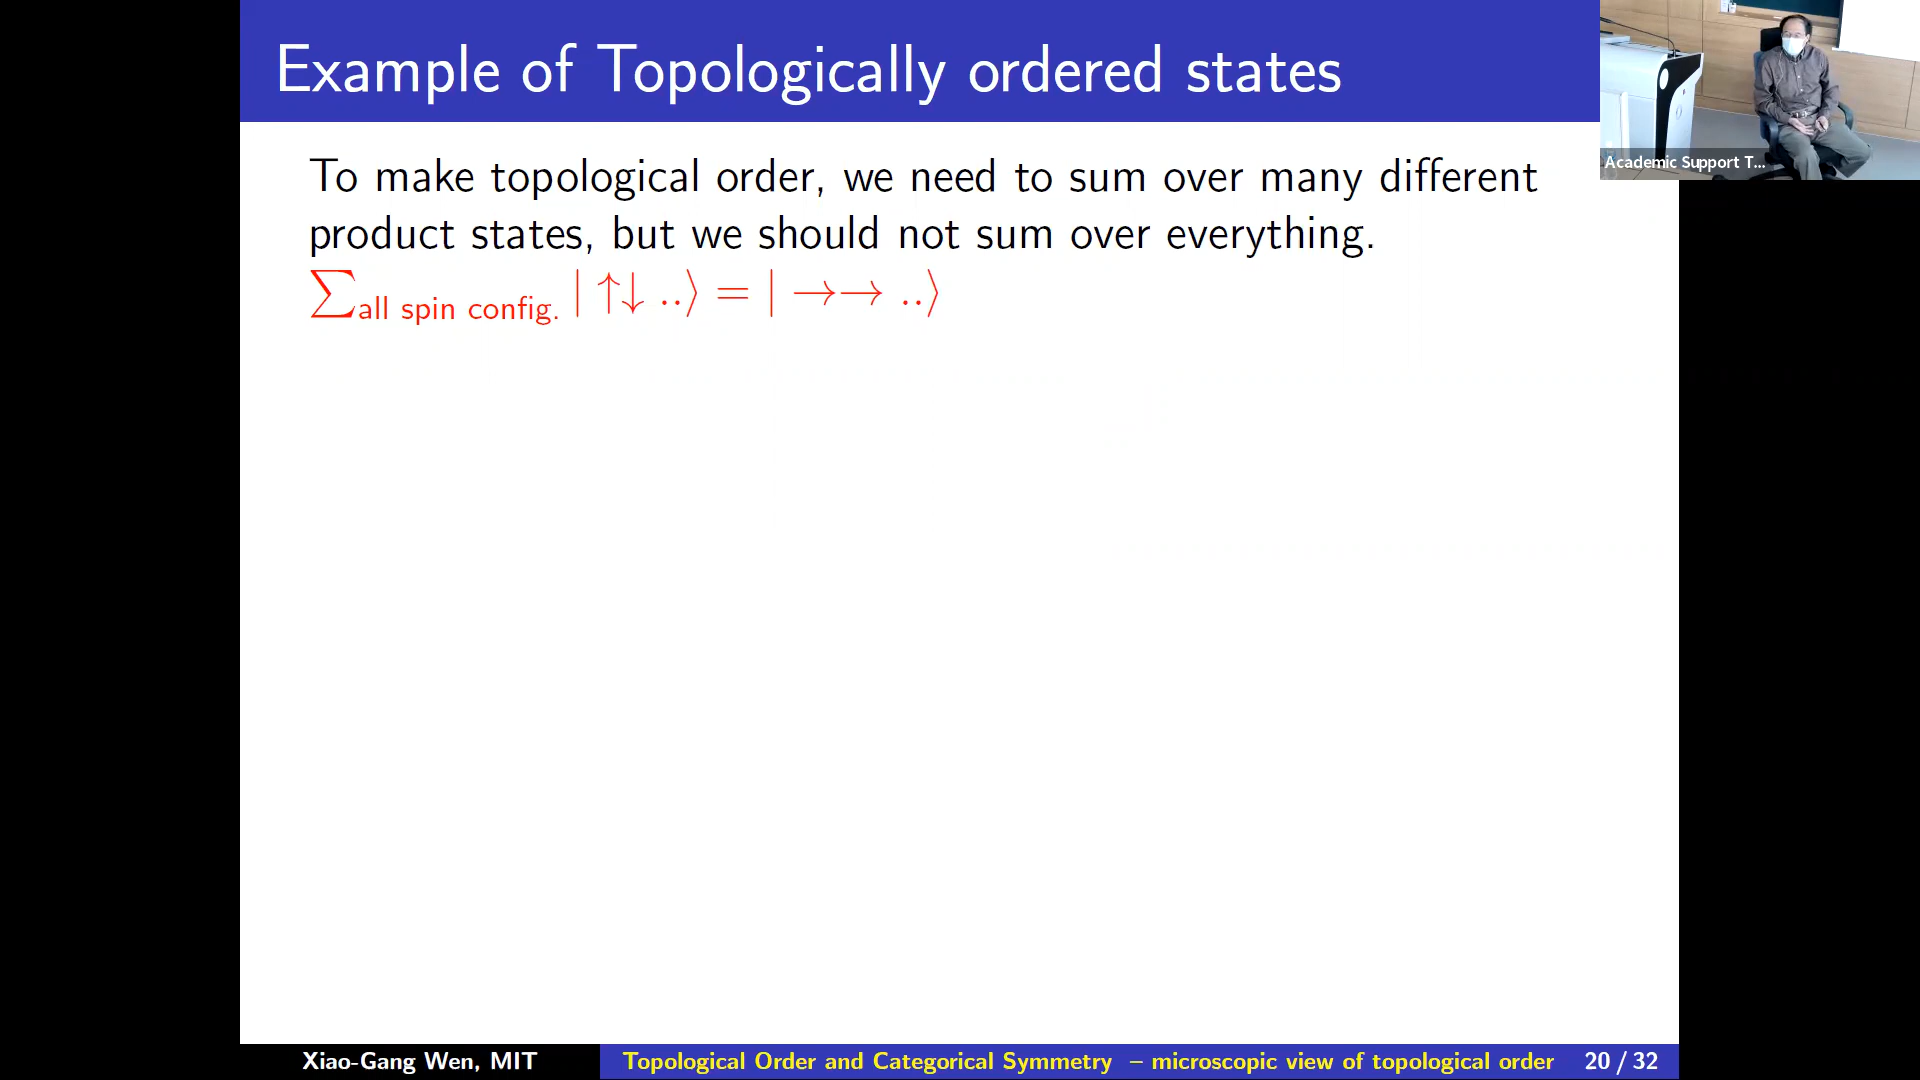 Example of Topologically ordered states
To make topological order, we need to sum over many different
product states, but we should not sum over everything.
∑all spin config. | ↑↓ ..⟩ = | →→ ..⟩
Academic Support T...
Xiao-Gang Wen, MIT
Topological Order and Categorical Symmetry – microscopic view of topological order
20 / 32